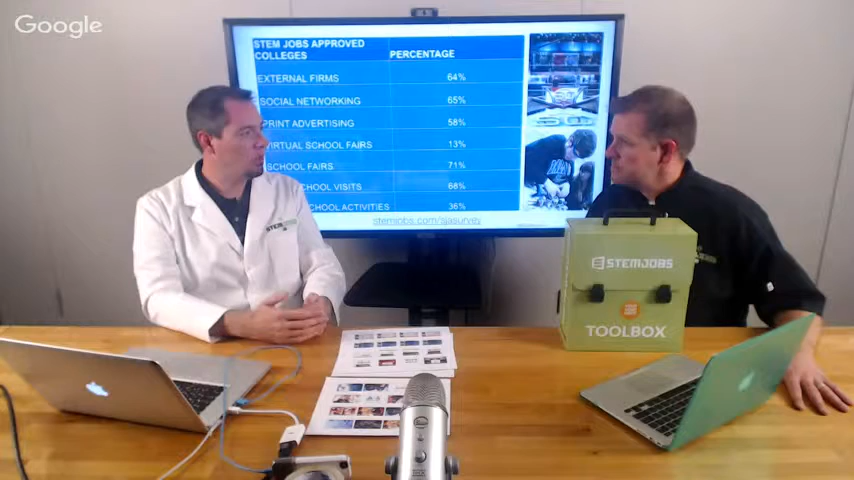 Google
STEM JOBS APPROVED
COLLEGES PERCENTAGE
EXTERNAL FIRMS 64%
SOCIAL NETWORKING 65%
PRINT ADVERTISING 58%
VIRTUAL SCHOOL FAIRS 13%
SCHOOL FAIRS 71%
SCHOOL VISITS 68%
SCHOOL ACTIVITIES 36%
stemjobs.com/sjasurvey
STEM
STEMJOBS
TOOLBOX